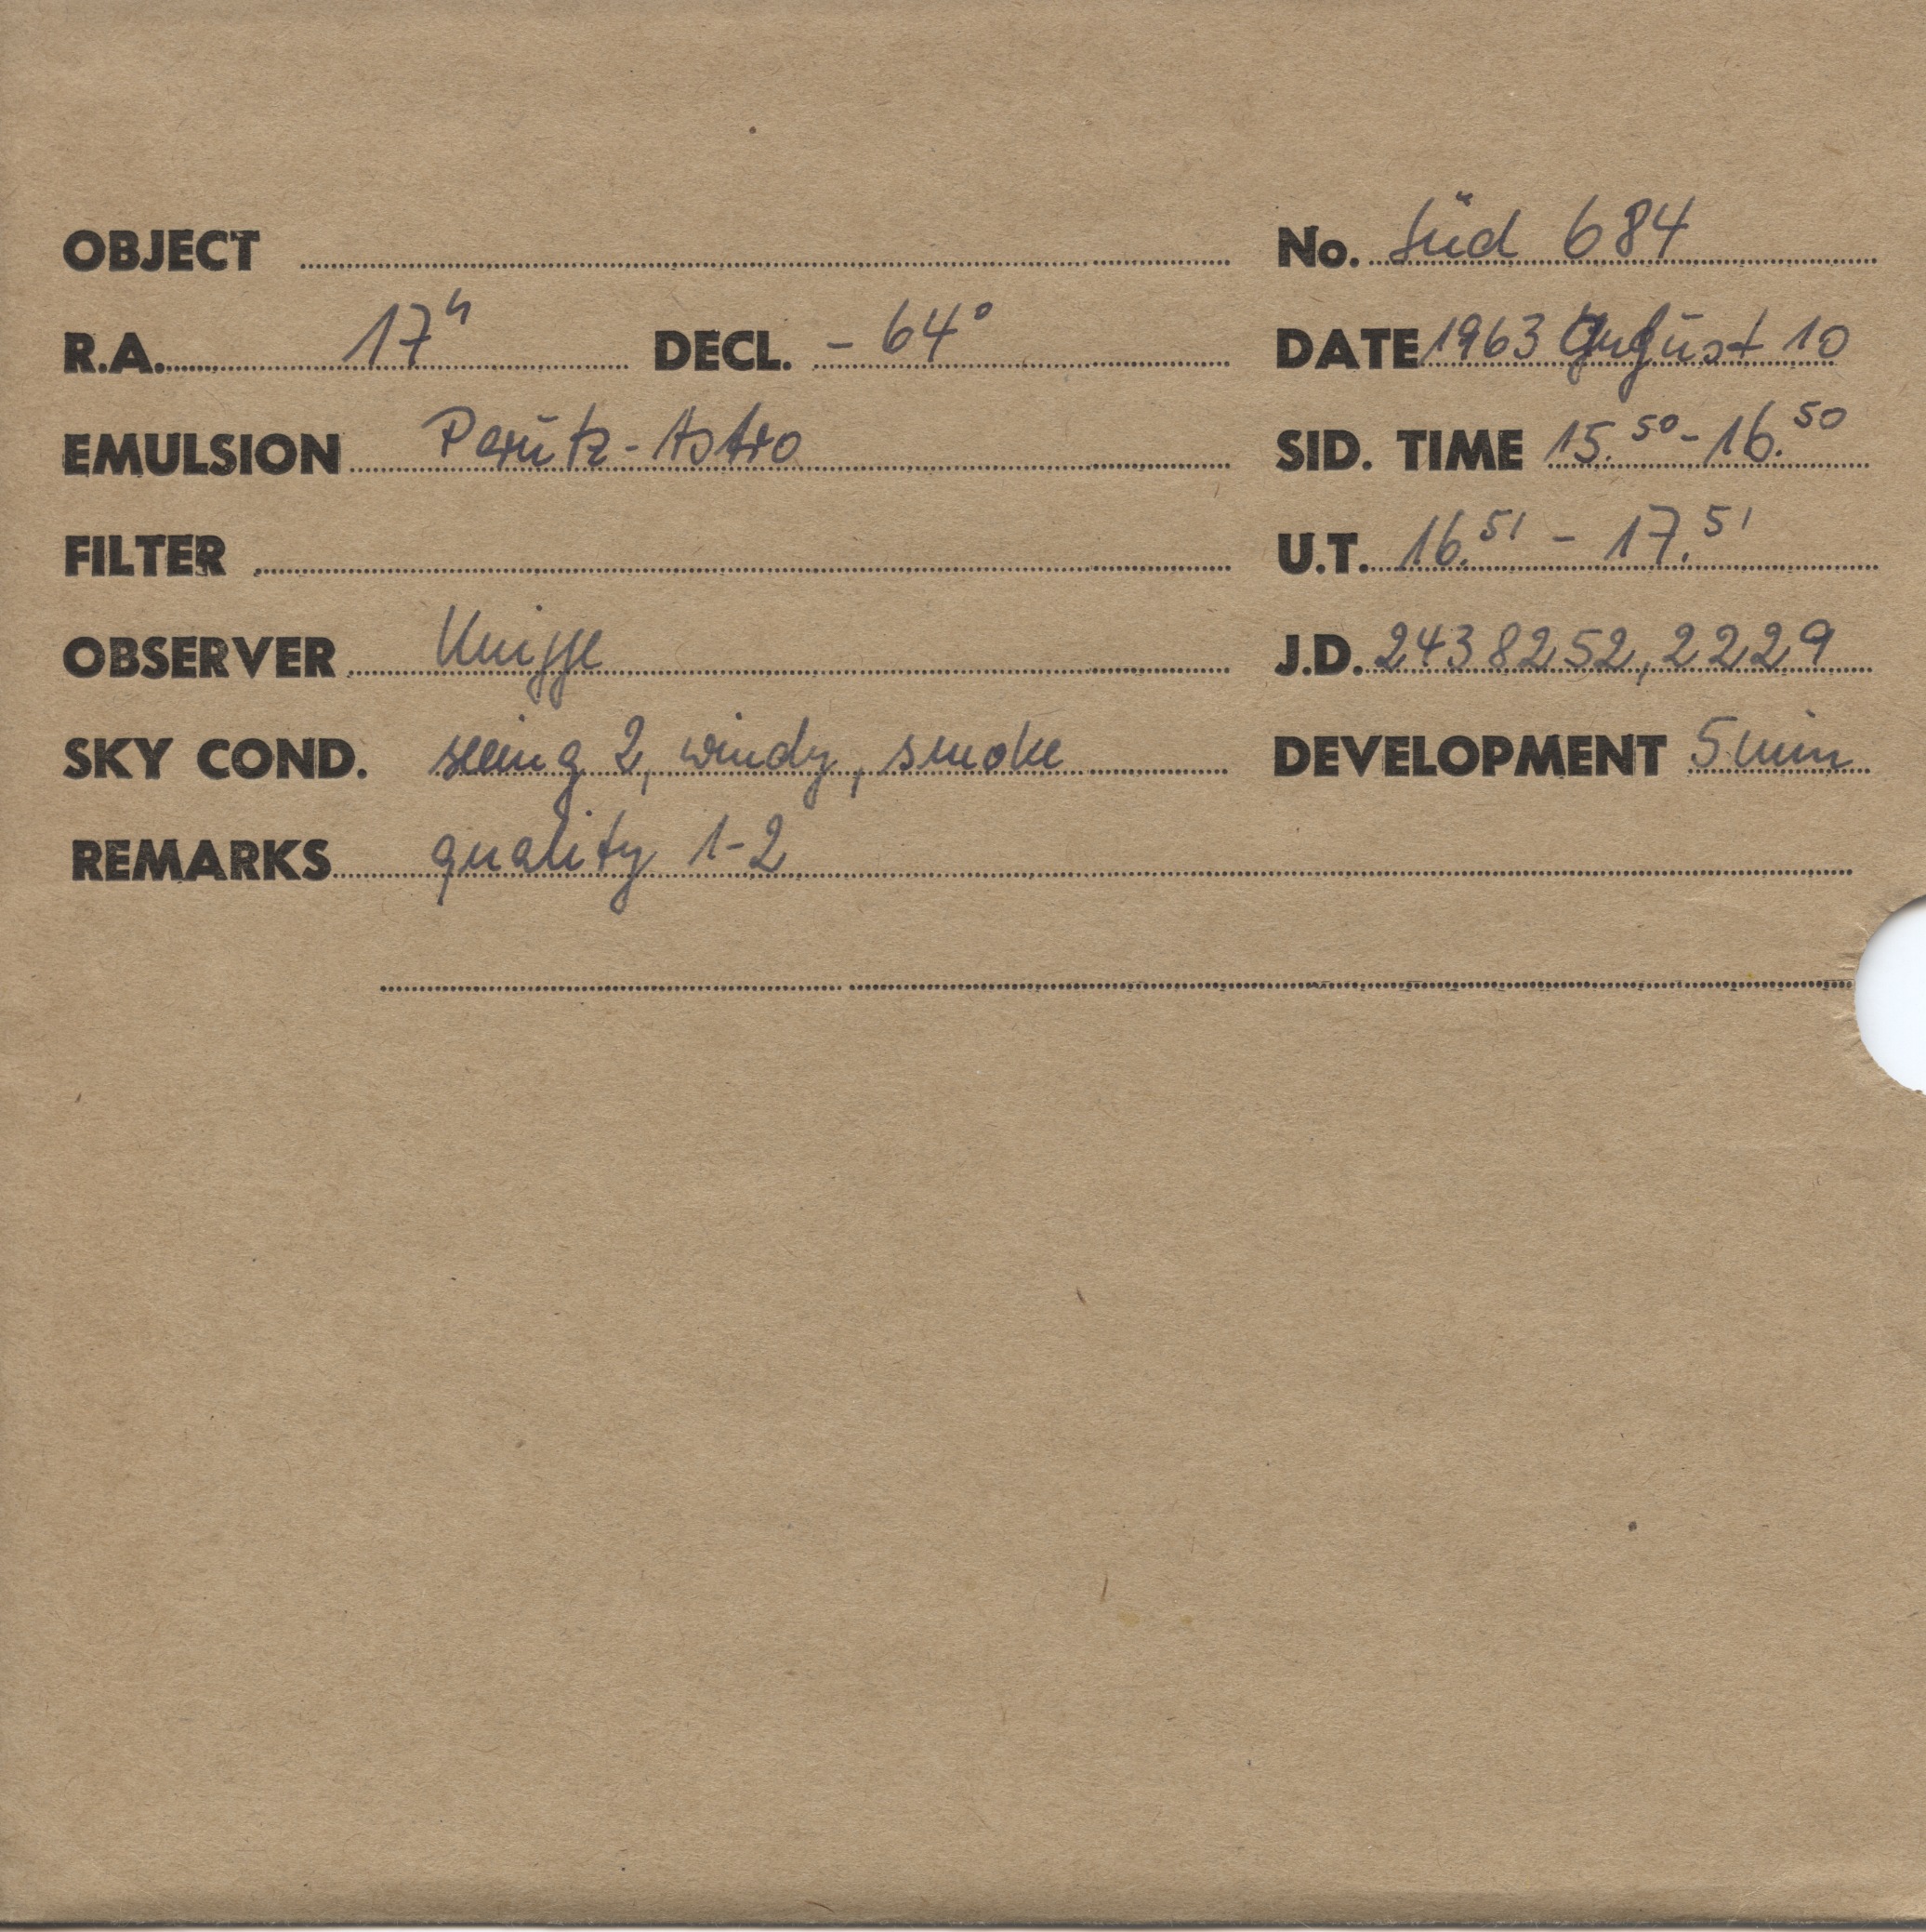 OBJECT No. Süd 684
R.A. 17h DECL. - 64° DATE 1963 August 10
EMULSION Perutz-Astro SID. TIME 15.50 - 16.50
FILTER U.T. 16.51 - 17.51
OBSERVER Knigge J.D. 2438252,2229
SKY COND. seeing 2, windy, smoke DEVELOPMENT 5 min
REMARKS quality 1-2